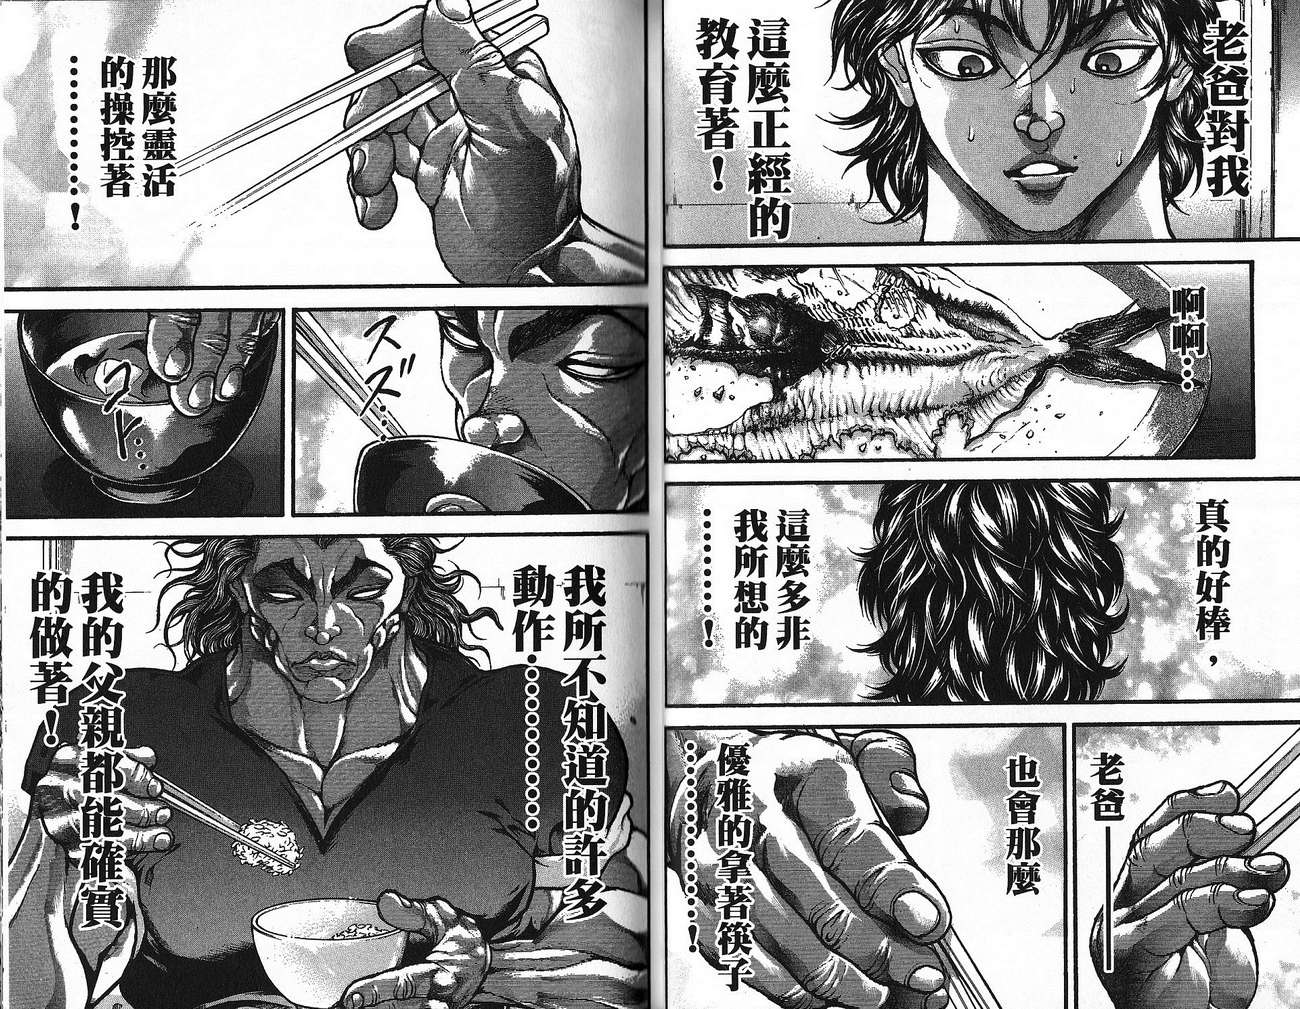 老爸對我
這麼正經的
教育著！
啊啊…
真的好棒，
這麼多非
我所想的
………！
老爸——
也會那麼
優雅的拿著筷子
…………！
那麼靈活
的操控著
…………！
ズズ…
コト…
我所不知道的許多
動作…………
我的父親都能確實
的做著！